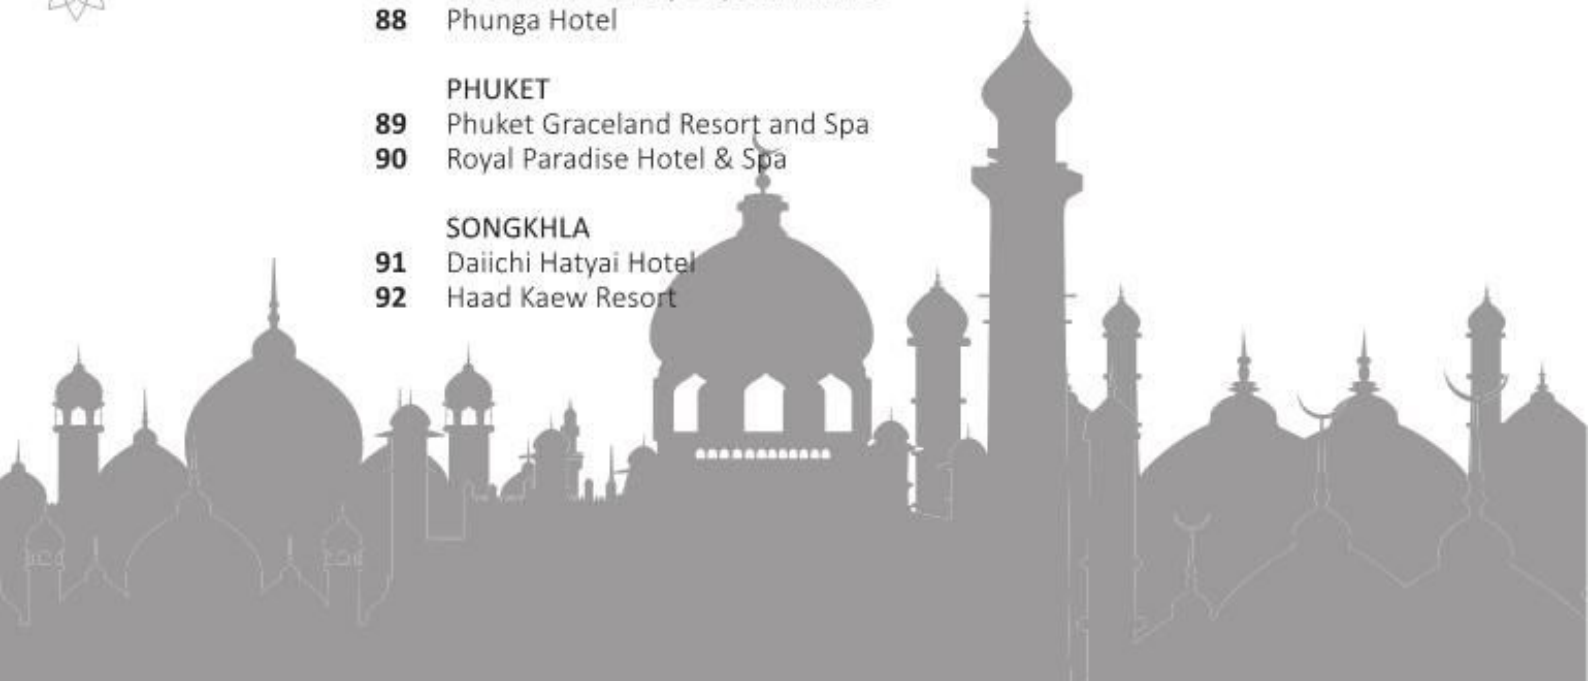 88 Phunga Hotel
PHUKET
89 Phuket Graceland Resort and Spa
90 Royal Paradise Hotel & Spa
SONGKHLA
91 Daiichi Hatyai Hotel
92 Haad Kaew Resort